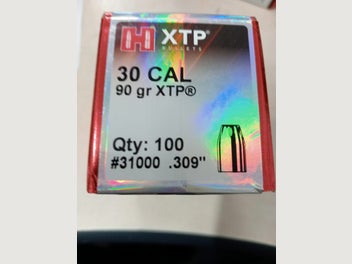 H XTP®
BULLETS
30 CAL
90 gr XTP®
Qty: 100
#31000 .309"